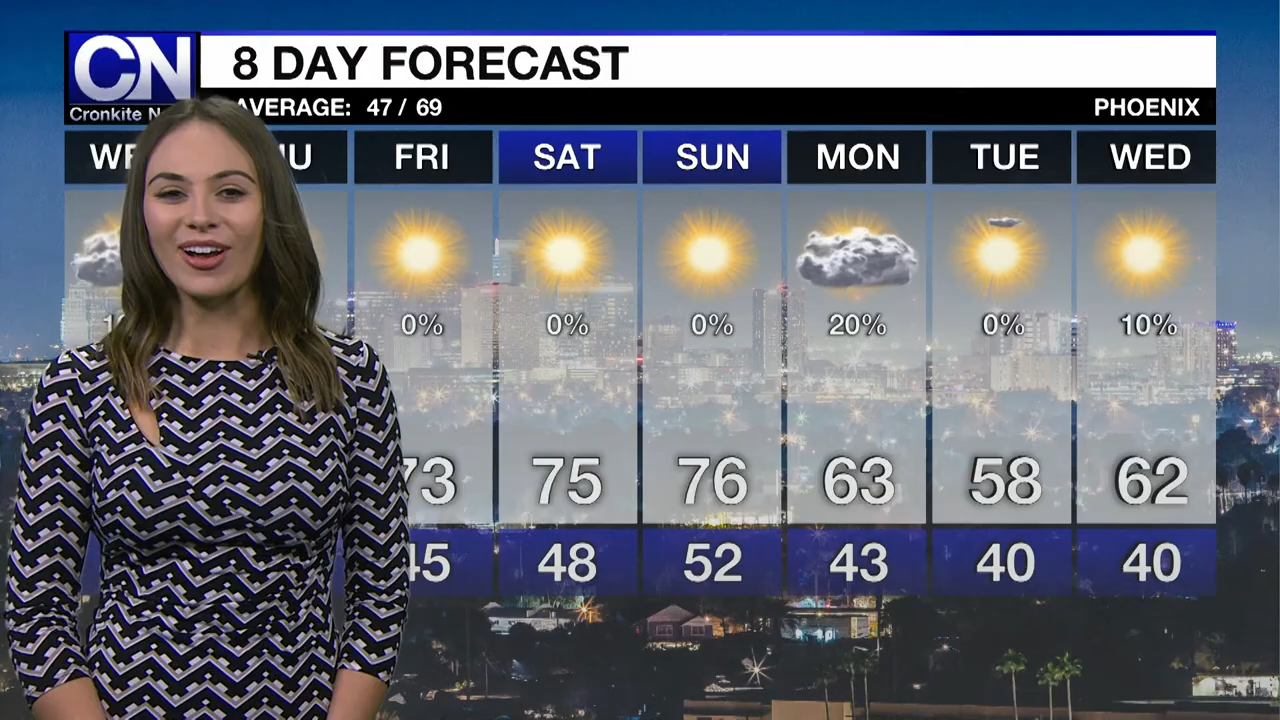 CN
8 DAY FORECAST
Cronkite
AVERAGE: 47 / 69
PHOENIX
FRI SAT SUN MON TUE WED
0% 0% 0% 20% 0% 10%
73 75 76 63 58 62
45 48 52 43 40 40